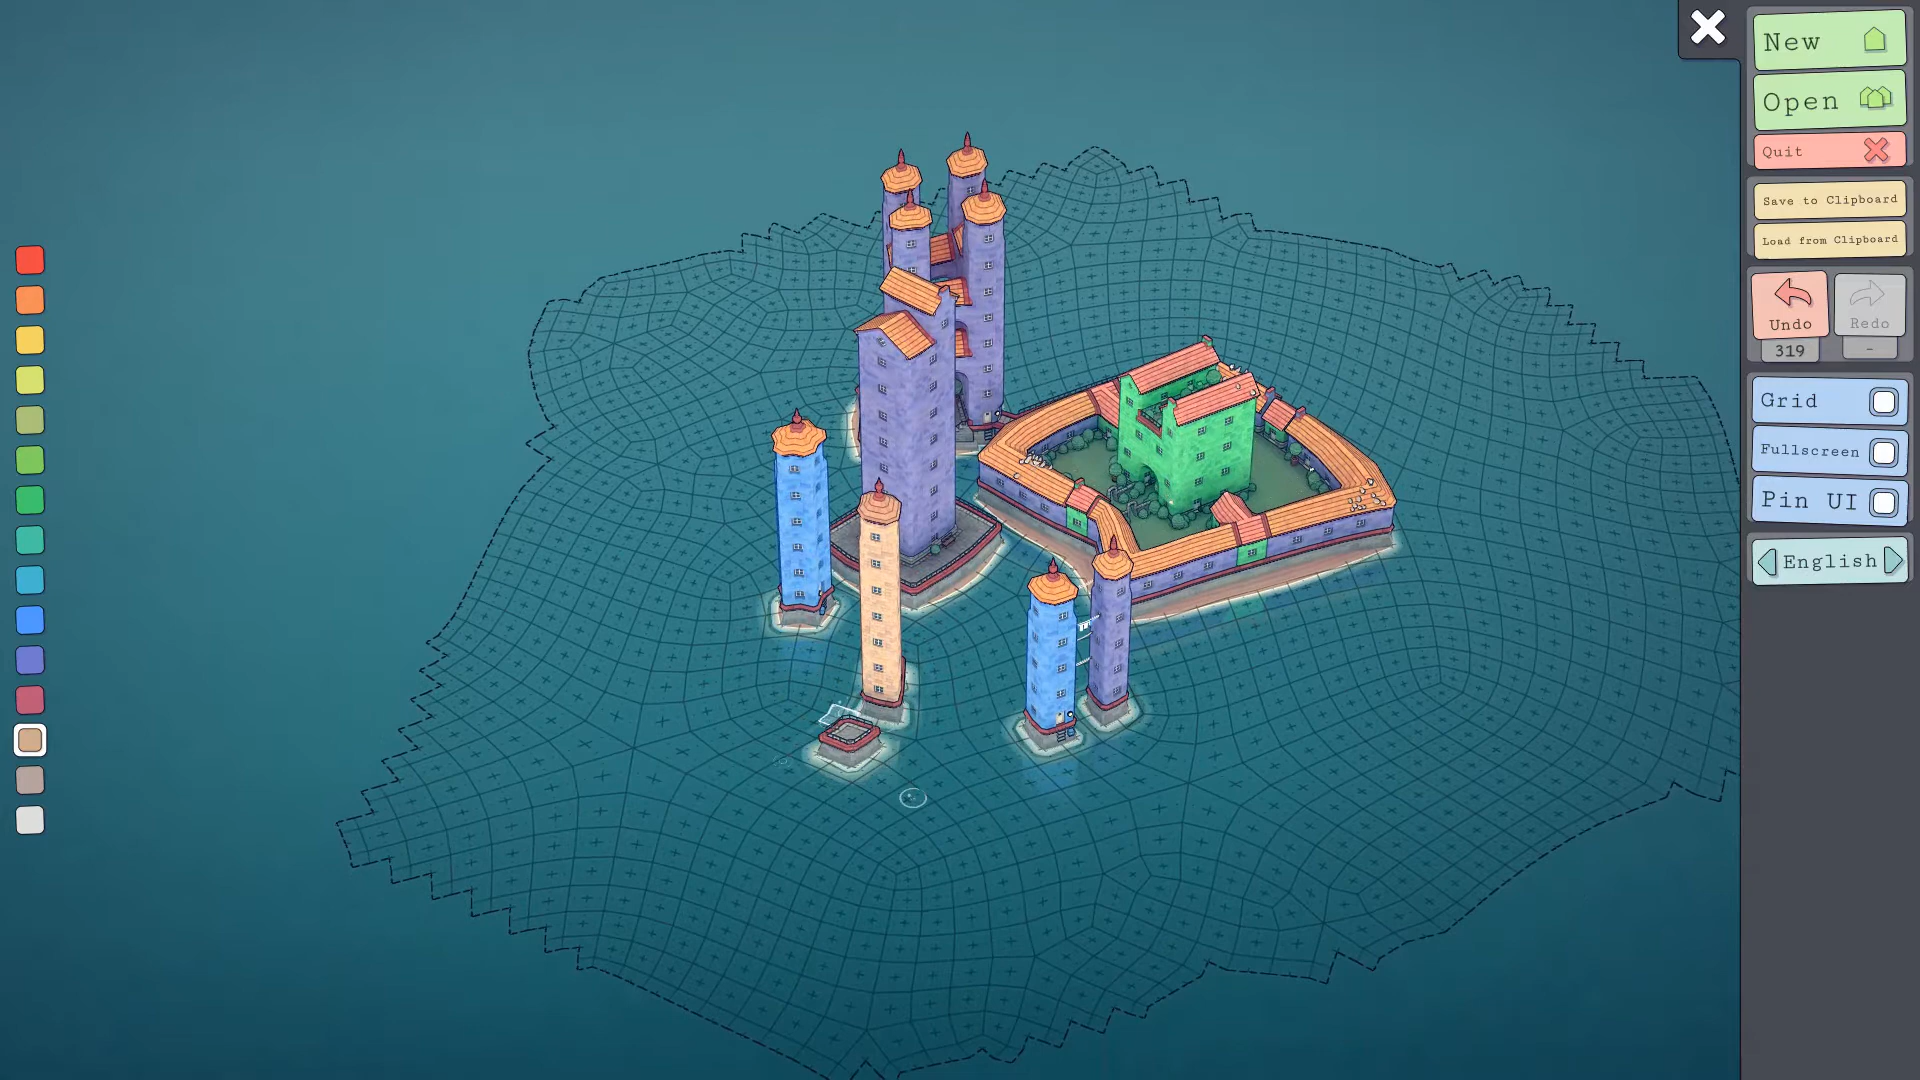 New
Open
Quit
Save to Clipboard
Load from Clipboard
Undo
Redo
319
-
Grid
Fullscreen
Pin UI
English